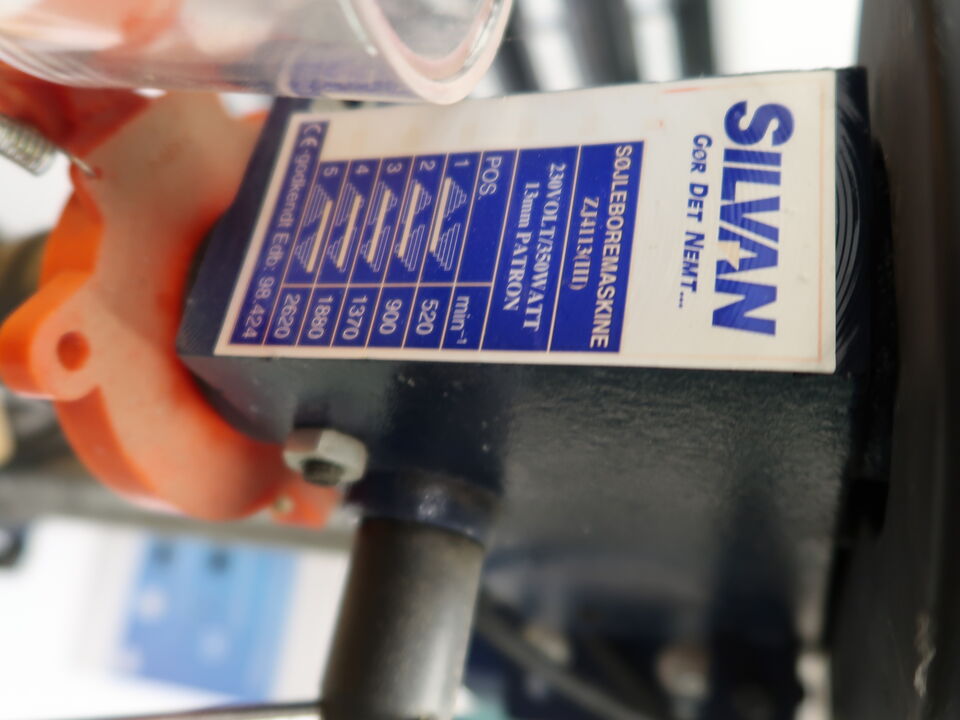 SILVAN
GØR DET NEMT...
SØJLEBOREMASKINE
ZJ4113(III)
230VOLT/350WATT
13mm PATRON
POS. min⁻¹
1 520
2 900
3 1370
4 1880
5 2620
CE godkendt Edb: 98.424